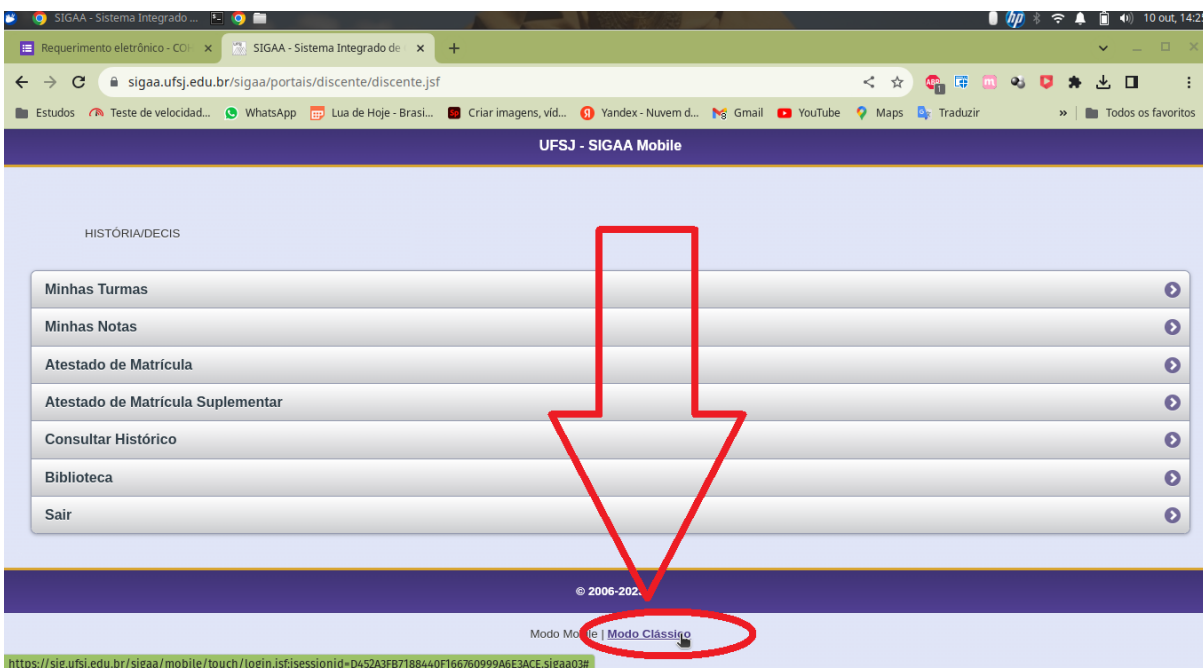 SIGAA - Sistema Integrado ...
10 out, 14:25
Requerimento eletrônico - CO
SIGAA - Sistema Integrado de
sigaa.ufsj.edu.br/sigaa/portais/discente/discente.jsf
Estudos Teste de velocidad... WhatsApp Lua de Hoje - Brasi... Criar imagens, víd... Yandex - Nuvem d... Gmail YouTube Maps Traduzir » Todos os favoritos
UFSJ - SIGAA Mobile
HISTÓRIA/DECIS
Minhas Turmas
Minhas Notas
Atestado de Matrícula
Atestado de Matrícula Suplementar
Consultar Histórico
Biblioteca
Sair
© 2006-202
Modo Mobile | Modo Clássico
https://sig.ufsj.edu.br/sigaa/mobile/touch/login.jsf;jsessionid=D452A3FB7188440F166760999A6E3ACE.sigaa03#